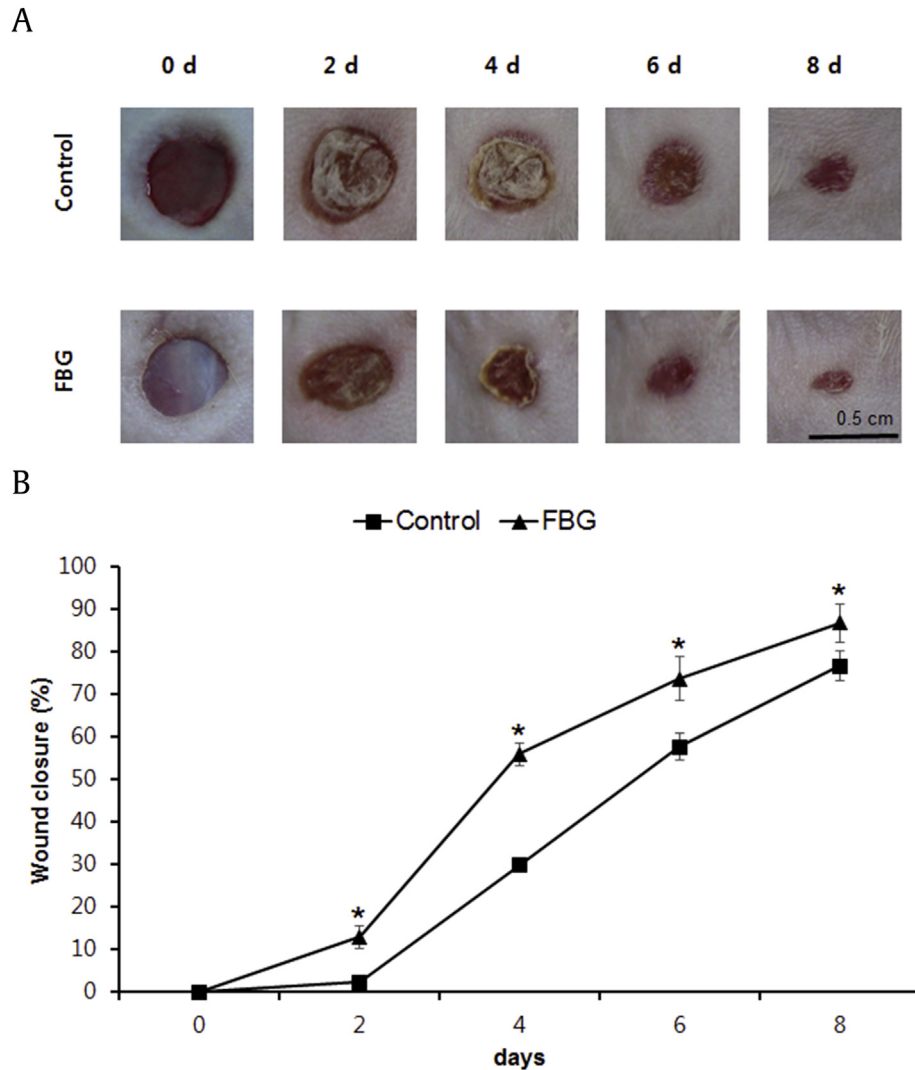 A
0 d 2 d 4 d 6 d 8 d
Control
FBG
0.5 cm
B
Control FBG
100
90
80
70
60
50
40
30
20
10
0
Wound closure (%)
* * * *
0 2 4 6 8
days